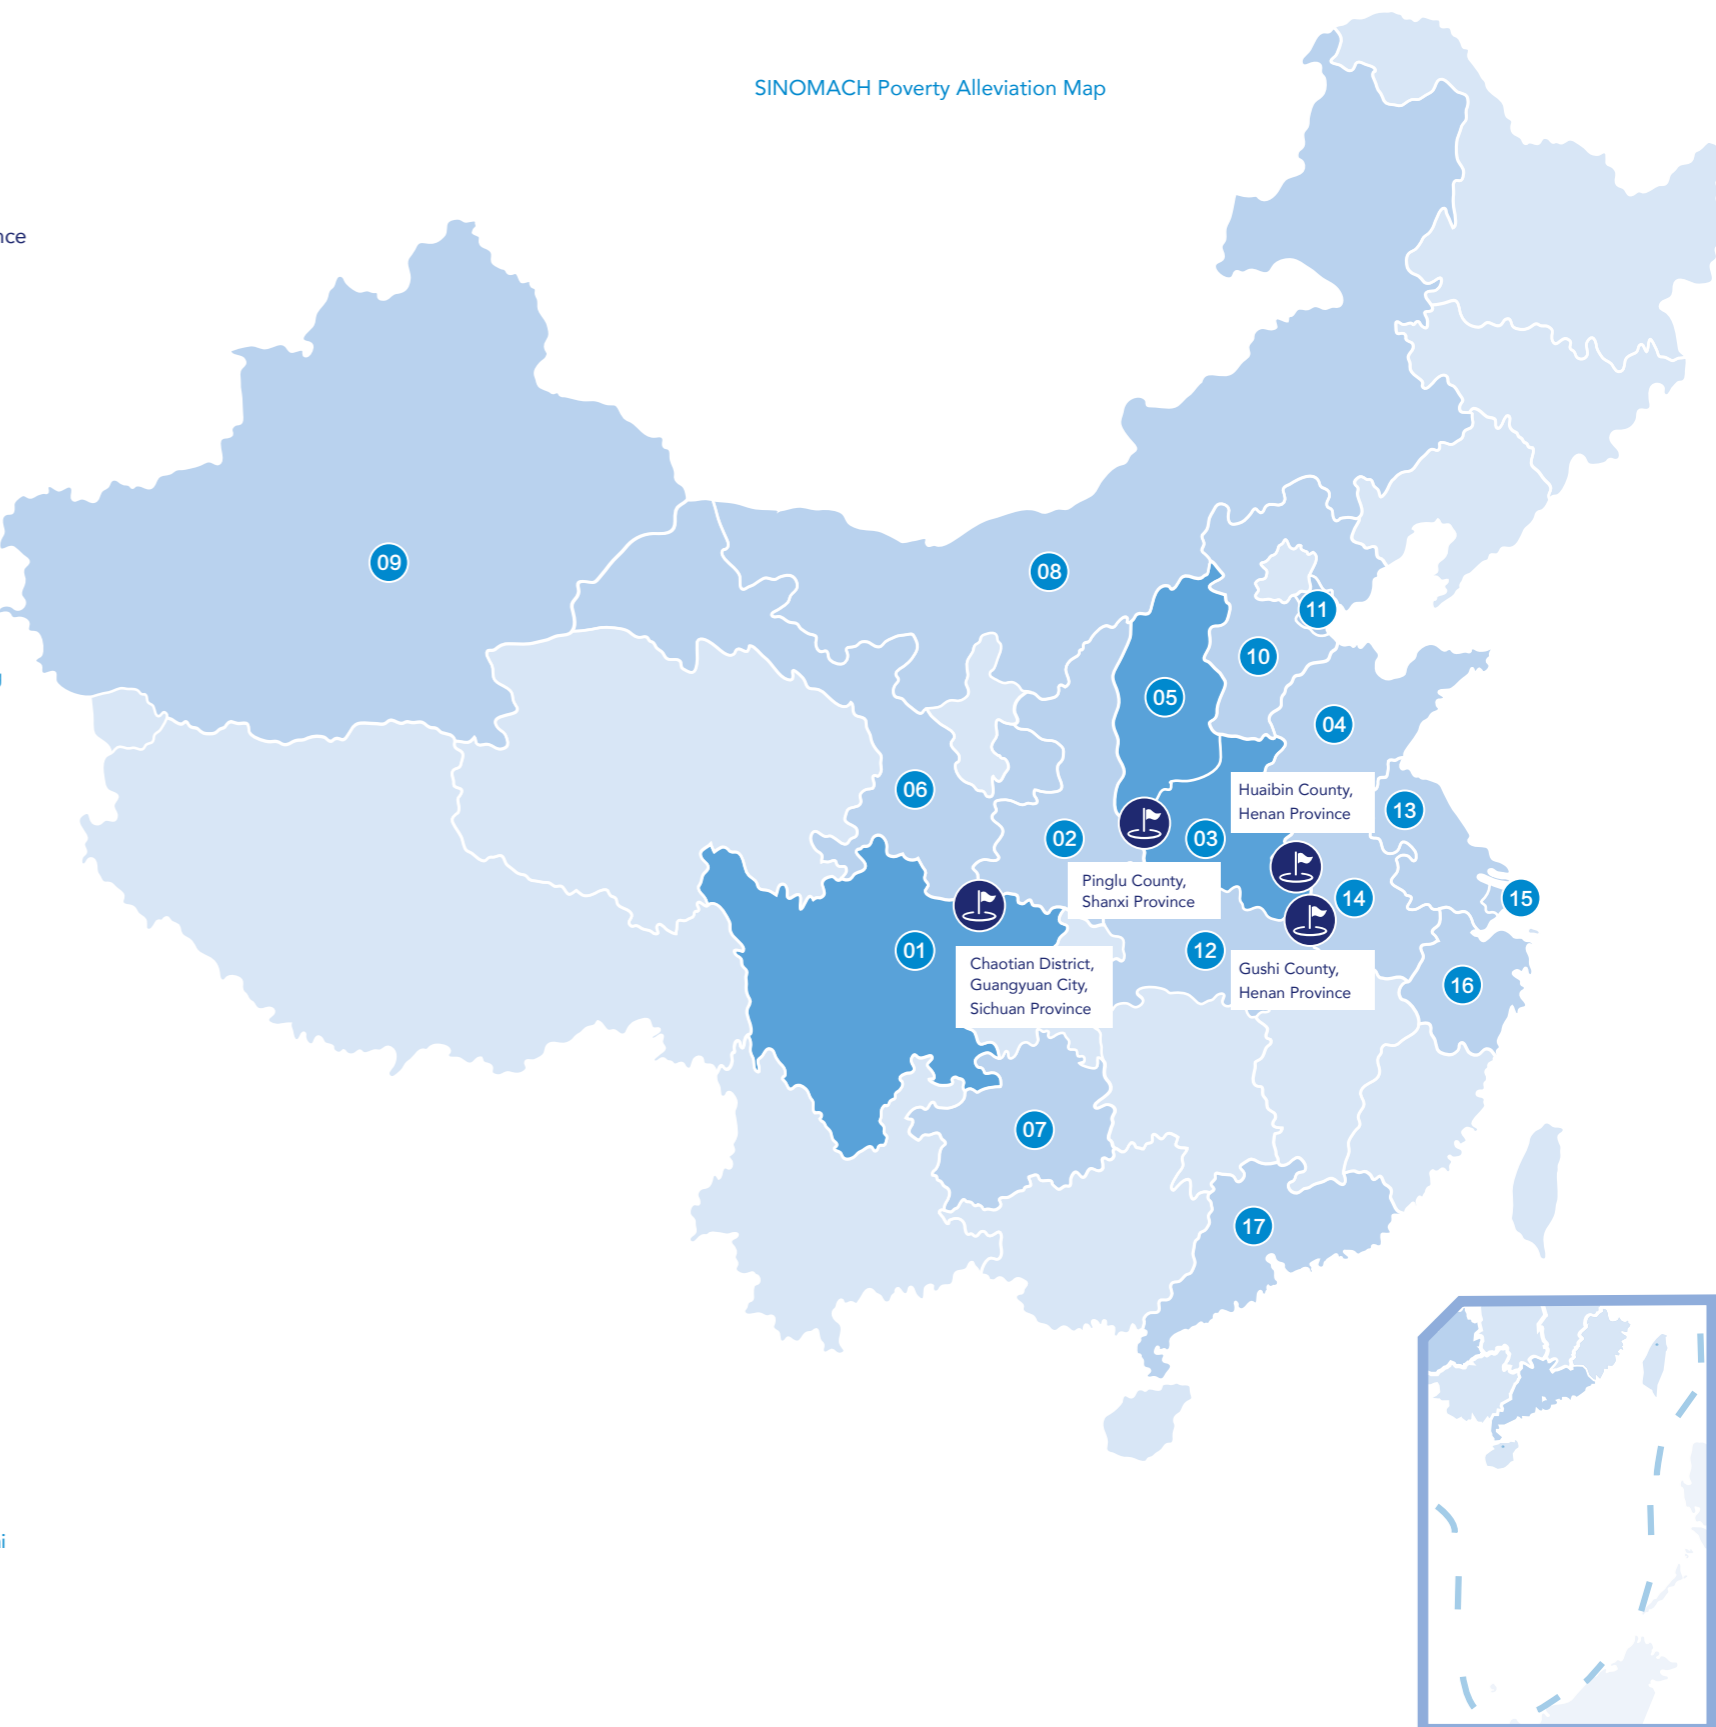 SINOMACH Poverty Alleviation Map
nce
09
08
11
10
05
04
06
Huaibin County,
Henan Province
13
02
03
Pinglu County,
Shanxi Province
14
15
01
12
Chaotian District,
Guangyuan City,
Sichuan Province
Gushi County,
Henan Province
16
07
17